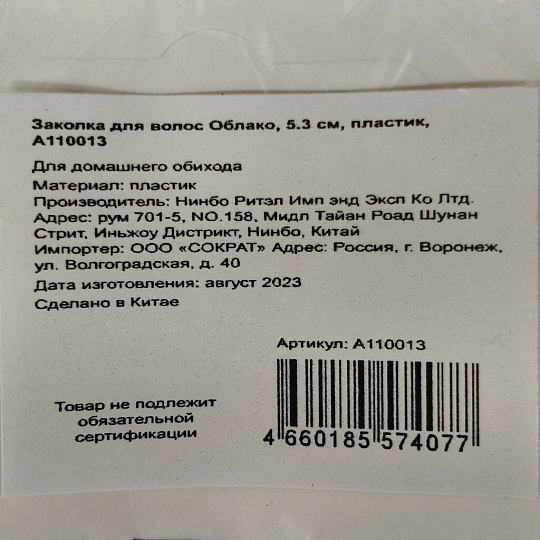 Заколка для волос Облако, 5.3 см, пластик,
А110013
Для домашнего обихода
Материал: пластик
Производитель: Нинбо Ритэл Имп энд Эксп Ко Лтд.
Адрес: рум 701-5, NO.158, Мидл Тайан Роад Шунан
Стрит, Иньжоу Дистрикт, Нинбо, Китай
Импортер: ООО «СОКРАТ» Адрес: Россия, г. Воронеж,
ул. Волгоградская, д. 40
Дата изготовления: август 2023
Сделано в Китае
Артикул: А110013
Товар не подлежит
обязательной
сертификации
4 660185 574077